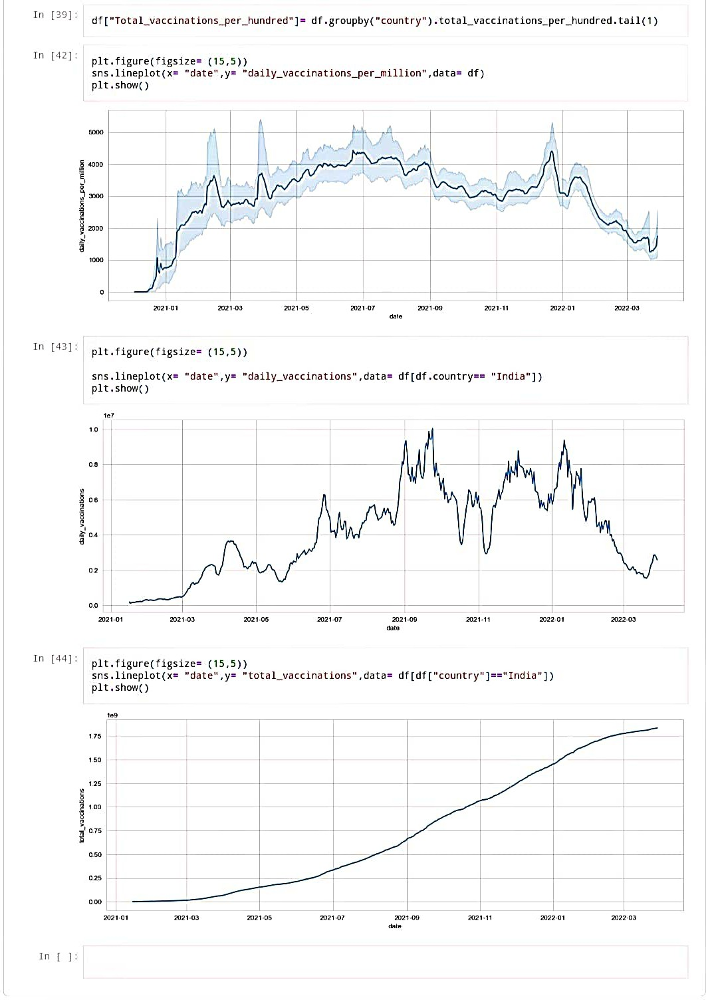 In [39]:
df["Total_vaccinations_per_hundred"]= df.groupby("country").total_vaccinations_per_hundred.tail(1)
In [42]:
plt.figure(figsize= (15,5))
sns.lineplot(x= "date",y= "daily_vaccinations_per_million",data= df)
plt.show()
5000
4000
3000
2000
1000
0
daily_vaccinations_per_million
2021-01 2021-03 2021-05 2021-07 2021-09 2021-11 2022-01 2022-03
date
In [43]:
plt.figure(figsize= (15,5))
sns.lineplot(x= "date",y= "daily_vaccinations",data= df[df.country== "India"])
plt.show()
1e7
1.0
0.8
0.6
0.4
0.2
0.0
daily_vaccinations
2021-01 2021-03 2021-05 2021-07 2021-09 2021-11 2022-01 2022-03
date
In [44]:
plt.figure(figsize= (15,5))
sns.lineplot(x= "date",y= "total_vaccinations",data= df[df["country"]=="India"])
plt.show()
1e9
1.75
1.50
1.25
1.00
0.75
0.50
0.25
0.00
total_vaccinations
2021-01 2021-03 2021-05 2021-07 2021-09 2021-11 2022-01 2022-03
date
In [ ]: